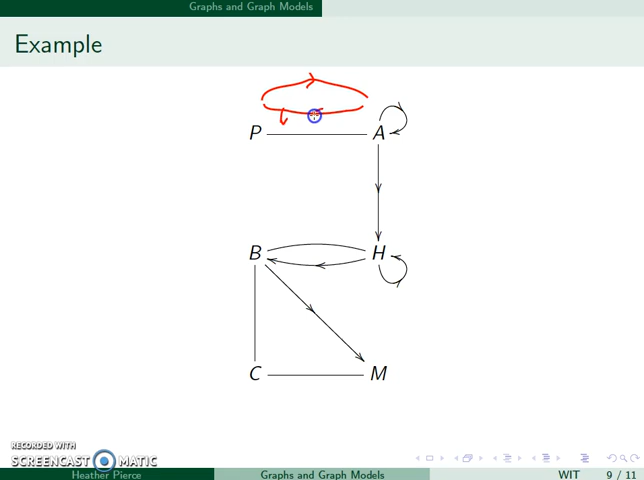 Graphs and Graph Models
Example
P A
B H
C M
RECORDED WITH
SCREENCAST MATIC
Heather Pierce Graphs and Graph Models WIT 9 / 11